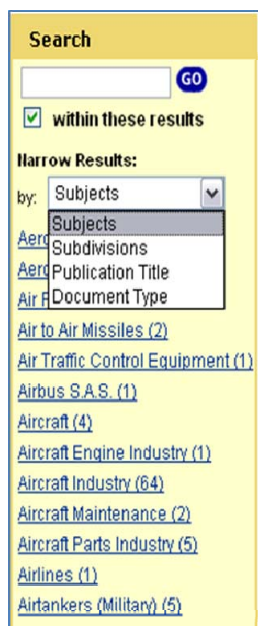 Search
GO
within these results
Narrow Results:
by: Subjects
Subjects
Subdivisions
Publication Title
Document Type
Air to Air Missiles (2)
Air Traffic Control Equipment (1)
Airbus S.A.S. (1)
Aircraft (4)
Aircraft Engine Industry (1)
Aircraft Industry (64)
Aircraft Maintenance (2)
Aircraft Parts Industry (5)
Airlines (1)
Airtankers (Military) (5)